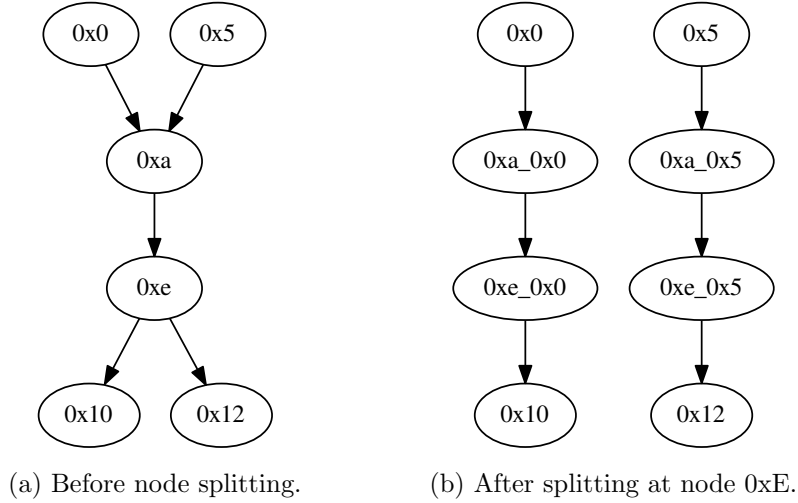 0x0 0x5 0x0 0x5
0xa 0xa_0x0 0xa_0x5
0xe 0xe_0x0 0xe_0x5
0x10 0x12 0x10 0x12
(a) Before node splitting. (b) After splitting at node 0xE.